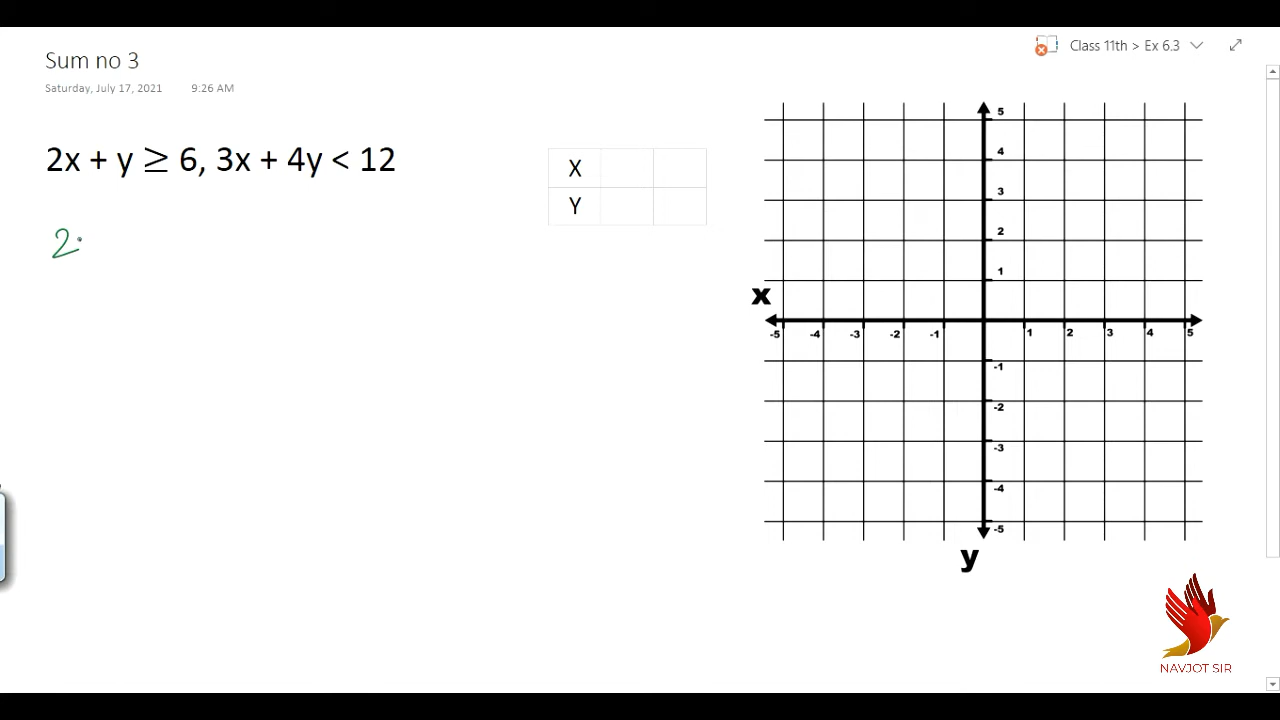 Sum no 3
Class 11th > Ex 6.3
Saturday, July 17, 2021 9:26 AM
2x + y ≥ 6, 3x + 4y < 12
X
Y
2
5
4
3
2
1
x
-5 -4 -3 -2 -1 1 2 3 4 5
-1
-2
-3
-4
-5
y
NAVJOT SIR